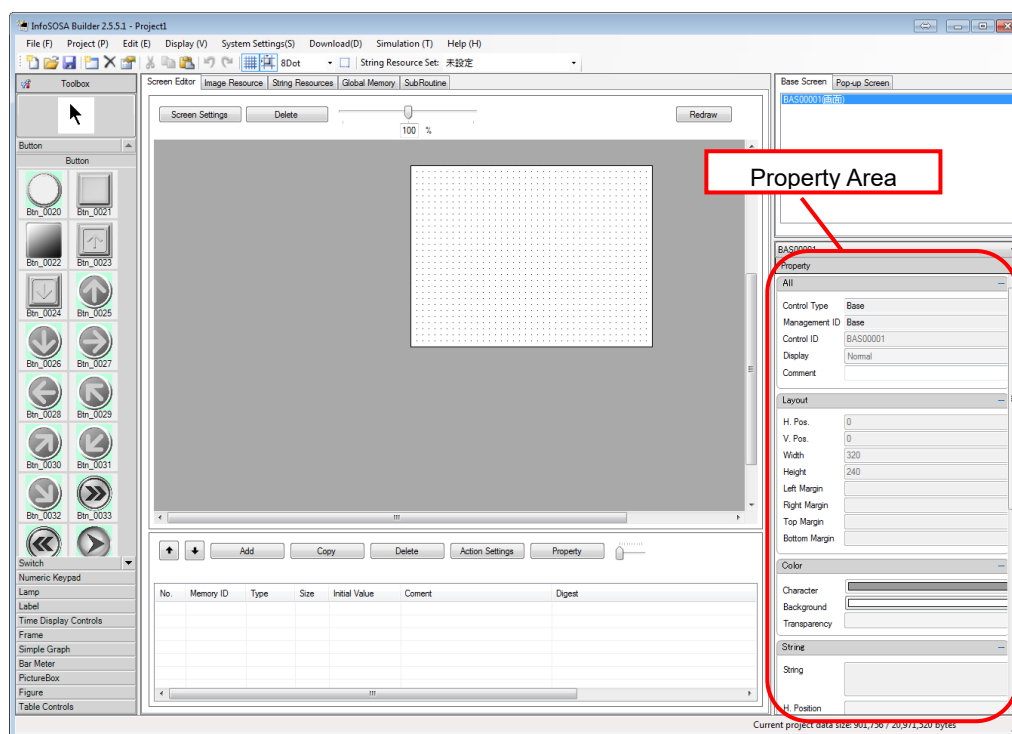 InfoSOSA Builder 2.5.5.1 - Project1
File (F) Project (P) Edit (E) Display (V) System Settings(S) Download(D) Simulation (T) Help (H)
8Dot String Resource Set: 未設定
Toolbox
Button
Button
Btn_0020 Btn_0021
Btn_0022 Btn_0023
Btn_0024 Btn_0025
Btn_0026 Btn_0027
Btn_0028 Btn_0029
Btn_0030 Btn_0031
Btn_0032 Btn_0033
Switch
Numeric Keypad
Lamp
Label
Time Display Controls
Frame
Simple Graph
Bar Meter
PictureBox
Figure
Table Controls
Screen Editor Image Resource String Resources Global Memory SubRoutine
Screen Settings Delete 100 % Redraw
Add Copy Delete Action Settings Property
No. Memory ID Type Size Initial Value Coment Digest
Base Screen Pop-up Screen
BAS00001(画面)
Property Area
BAS00001
Property
All
Control Type Base
Management ID Base
Control ID BAS00001
Display Normal
Comment
Layout
H. Pos. 0
V. Pos. 0
Width 320
Height 240
Left Margin
Right Margin
Top Margin
Bottom Margin
Color
Character
Background
Transparency
String
String
H. Position
Current project data size: 901,756 / 20,971,520 bytes